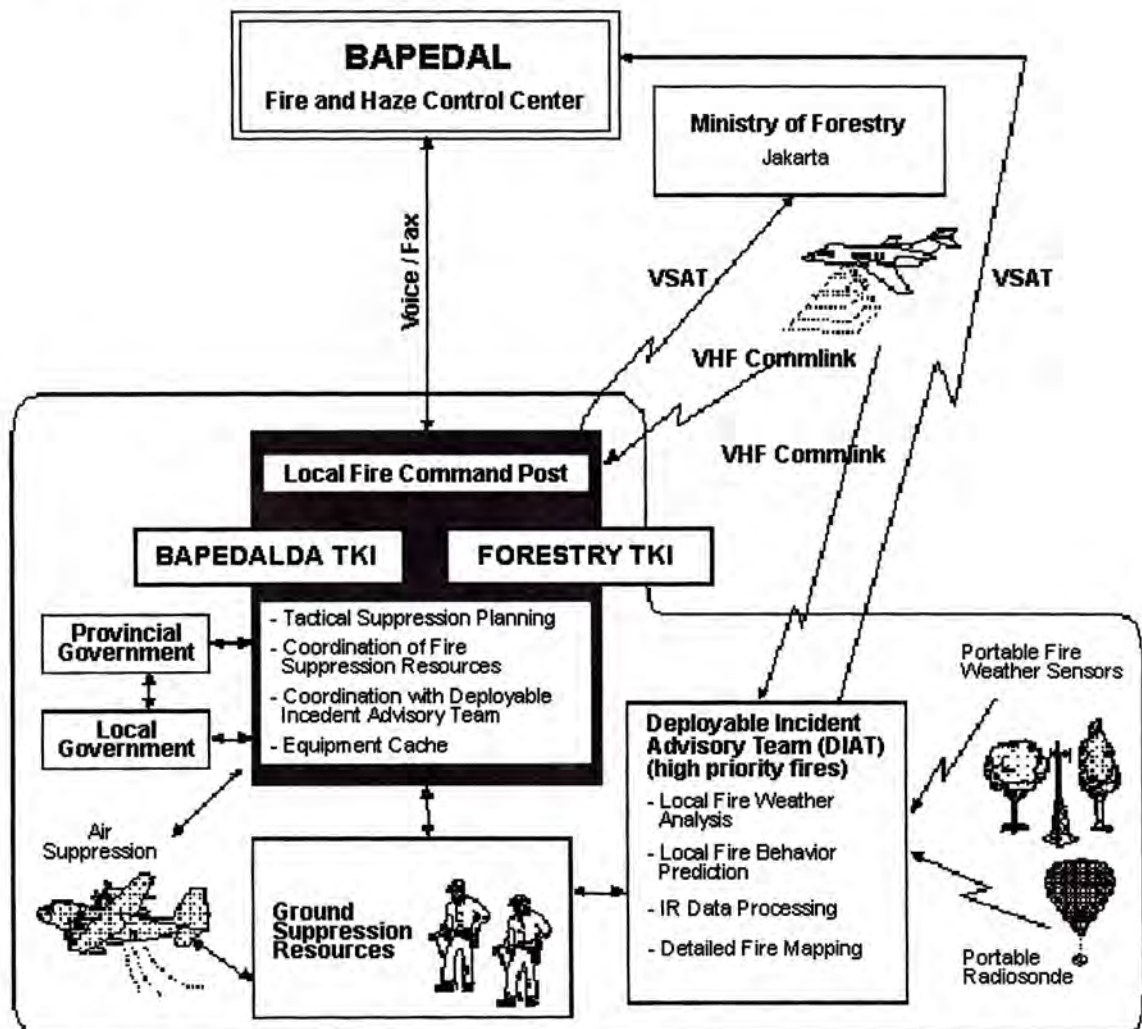 BAPEDAL
Fire and Haze Control Center
Ministry of Forestry
Jakarta
Voice / Fax
VSAT
VSAT
VHF Commlink
VHF Commlink
Local Fire Command Post
BAPEDALDA TKI
FORESTRY TKI
- Tactical Suppression Planning
- Coordination of Fire
Suppression Resources
- Coordination with Deployable
Incedent Advisory Team
- Equipment Cache
Provincial
Government
Local
Government
Air
Suppression
Ground
Suppression
Resources
Deployable Incident
Advisory Team (DIAT)
(high priority fires)
- Local Fire Weather
Analysis
- Local Fire Behavior
Prediction
- IR Data Processing
- Detailed Fire Mapping
Portable Fire
Weather Sensors
Portable
Radiosonde